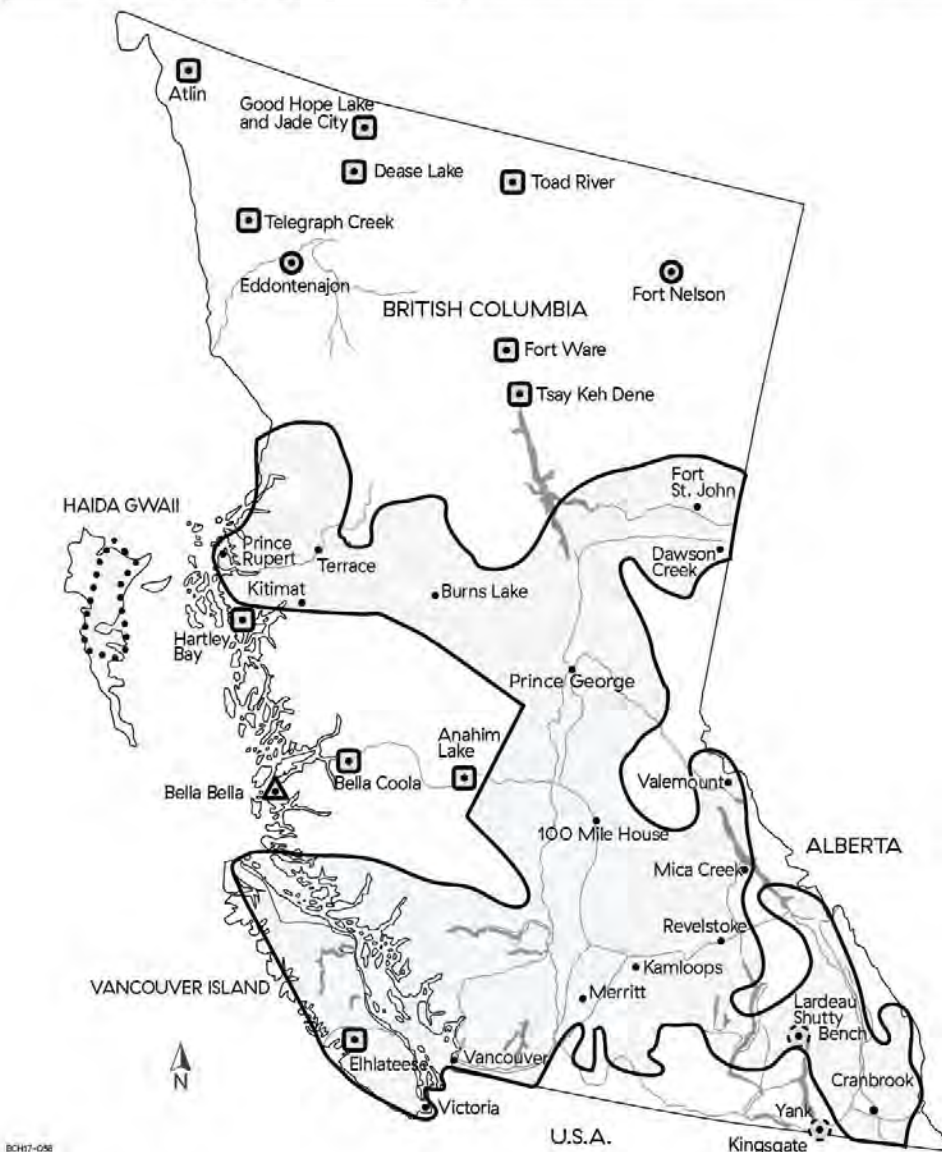 Atlin
Good Hope Lake
and Jade City
Dease Lake
Toad River
Telegraph Creek
Eddontenajon
Fort Nelson
BRITISH COLUMBIA
Fort Ware
Tsay Keh Dene
Fort
St. John
HAIDA GWAII
Prince
Rupert
Terrace
Dawson
Creek
Kitimat
Burns Lake
Hartley
Bay
Prince George
Anahim
Lake
Bella Coola
Bella Bella
Valemount
100 Mile House
ALBERTA
Mica Creek
Revelstoke
Kamloops
VANCOUVER ISLAND
Merritt
Lardeau
Shutty
Bench
Elhlateese
Vancouver
Cranbrook
N
Victoria
Yank
U.S.A.
Kingsgate
BCH17-036